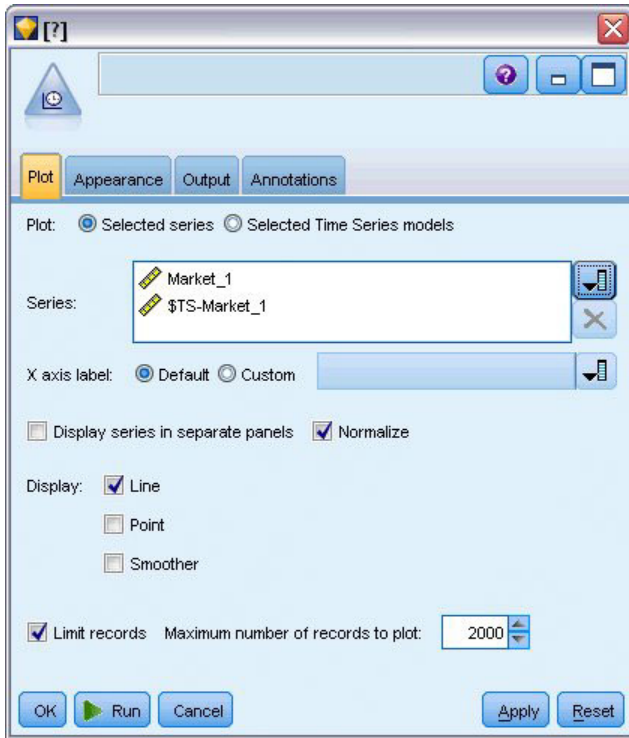 [?]
?
Plot Appearance Output Annotations
Plot: Selected series Selected Time Series models
Series:
Market_1
$TS-Market_1
X axis label: Default Custom
Display series in separate panels Normalize
Display: Line
Point
Smoother
Limit records Maximum number of records to plot: 2000
OK Run Cancel Apply Reset